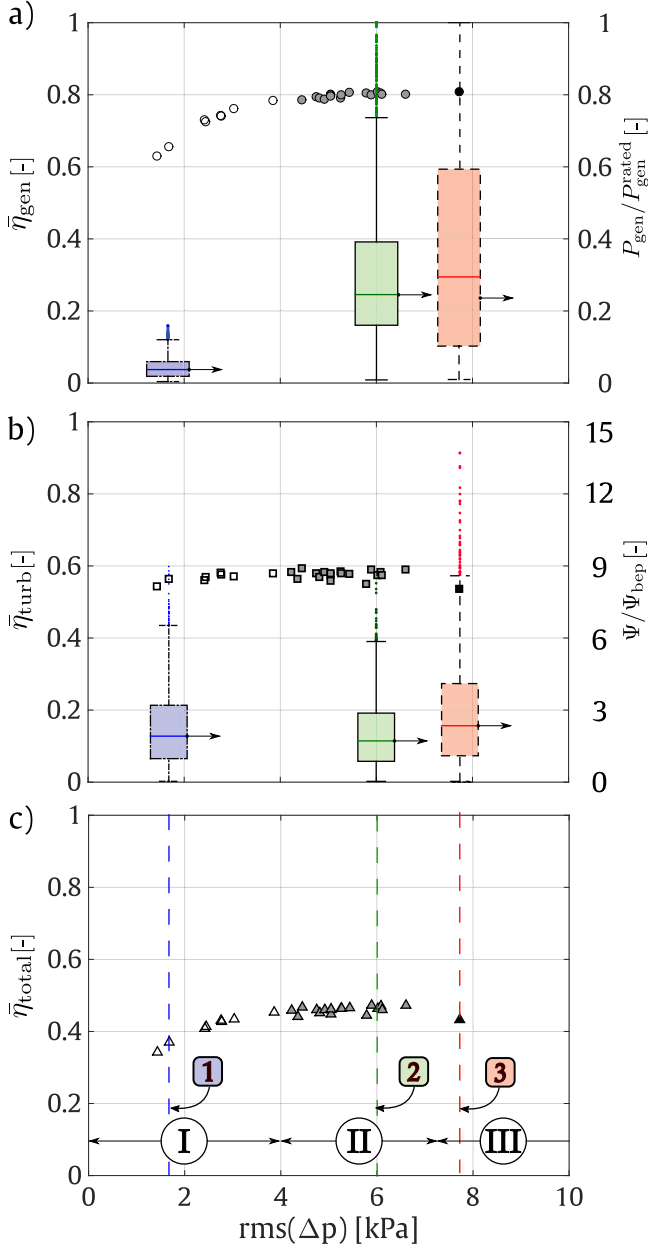 a)
1
0.8
0.6
0.4
0.2
0
η̄gen [-]
1
0.8
0.6
0.4
0.2
0
Pgen/Pgen^rated [-]
b)
1
0.8
0.6
0.4
0.2
0
η̄turb [-]
15
12
9
6
3
0
Ψ/Ψbep [-]
c)
1
0.8
0.6
0.4
0.2
0
η̄total [-]
1
2
3
I
II
III
0 2 4 6 8 10
rms(Δp) [kPa]